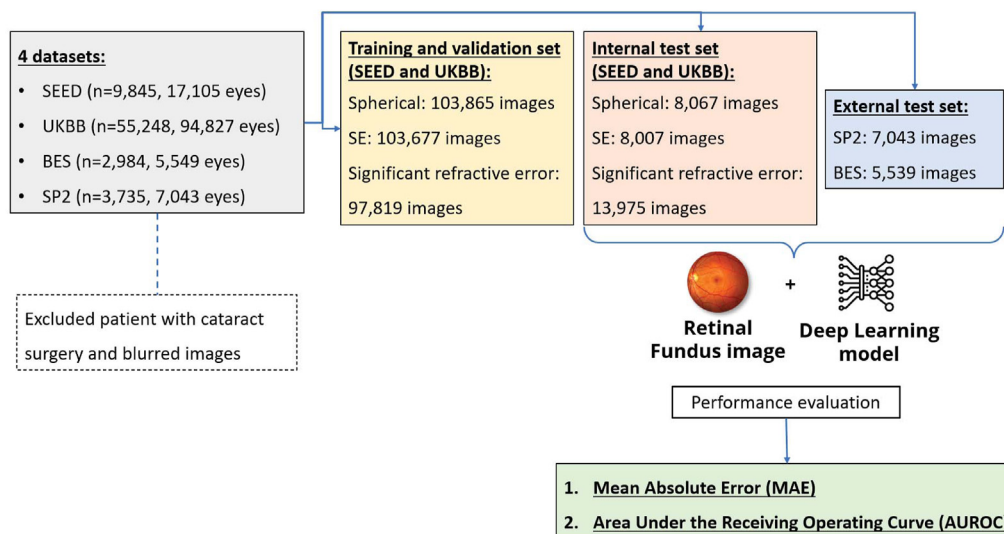 4 datasets:
• SEED (n=9,845, 17,105 eyes)
• UKBB (n=55,248, 94,827 eyes)
• BES (n=2,984, 5,549 eyes)
• SP2 (n=3,735, 7,043 eyes)
Excluded patient with cataract
surgery and blurred images
Training and validation set
(SEED and UKBB):
Spherical: 103,865 images
SE: 103,677 images
Significant refractive error:
97,819 images
Internal test set
(SEED and UKBB):
Spherical: 8,067 images
SE: 8,007 images
Significant refractive error:
13,975 images
External test set:
SP2: 7,043 images
BES: 5,539 images
+
Retinal
Fundus image
Deep Learning
model
Performance evaluation
1. Mean Absolute Error (MAE)
2. Area Under the Receiving Operating Curve (AUROC